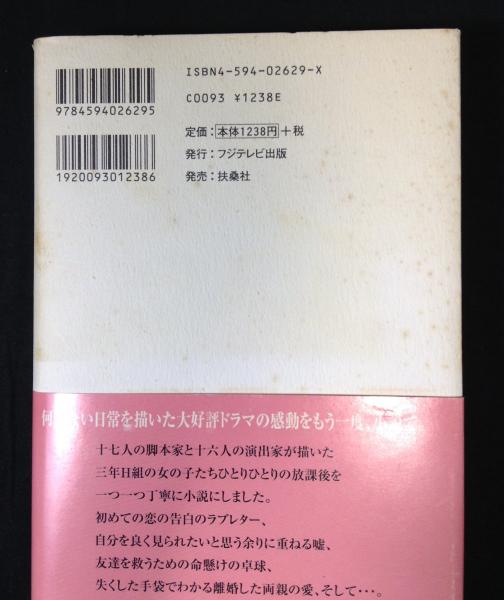 ISBN4-594-02629-X
C0093 ¥1238E
9784594026295
定価：本体1238円+税
発行：フジテレビ出版
1920093012386
発売：扶桑社
い日常を描いた大好評ドラマの感動をもう一度、
十七人の脚本家と十六人の演出家が描いた
三年日組の女の子たちひとりひとりの放課後を
一つ一つ丁寧に小説にしました。
初めての恋の告白のラブレター、
自分を良く見られたいと思う余りに重ねる嘘、
友達を救うための命懸けの卓球、
失くした手袋でわかる離婚した両親の愛、そして・・・。